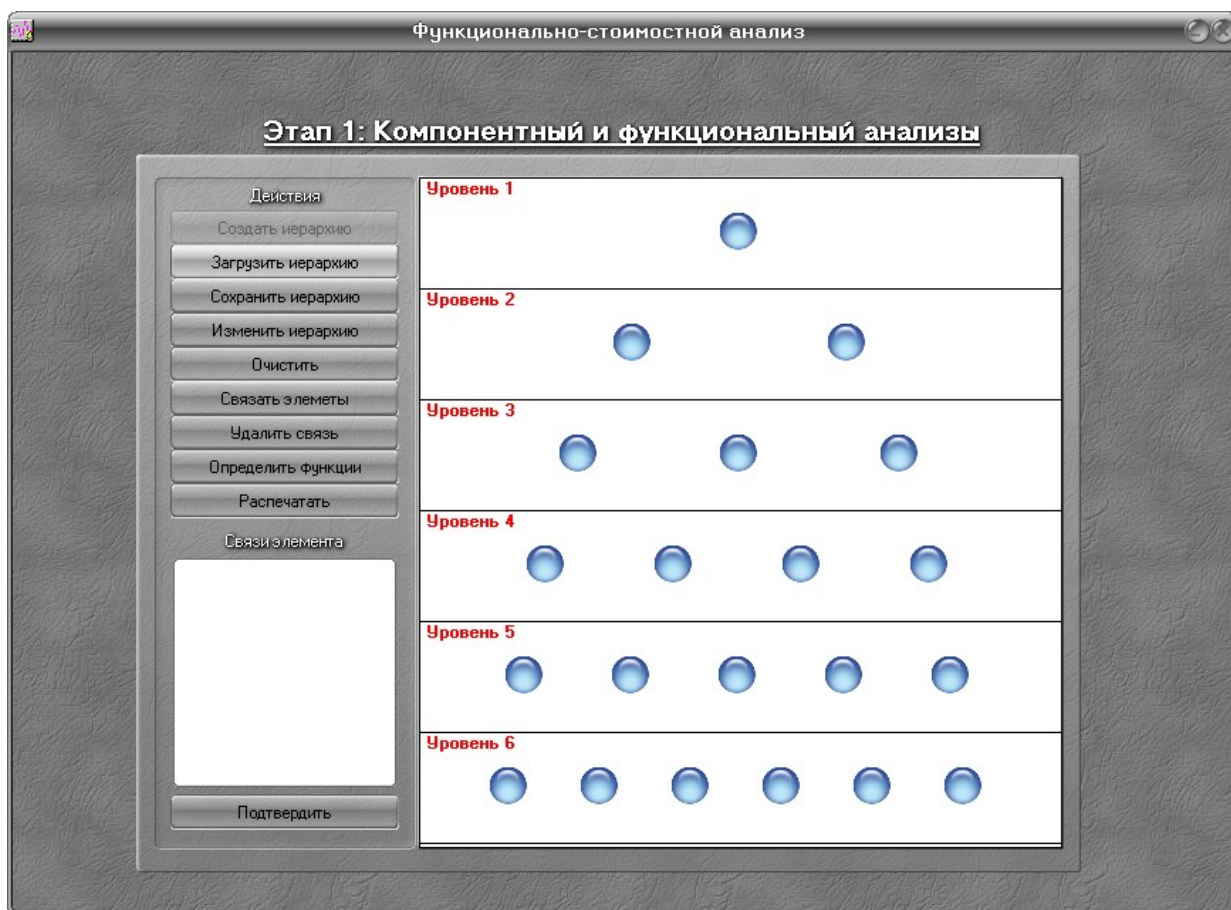 Функционально-стоимостной анализ
Этап 1: Компонентный и функциональный анализы
Действия
Создать иерархию
Загрузить иерархию
Сохранить иерархию
Изменить иерархию
Очистить
Связать элеметы
Удалить связь
Определить функции
Распечатать
Связи элемента
Подтвердить
Уровень 1
Уровень 2
Уровень 3
Уровень 4
Уровень 5
Уровень 6